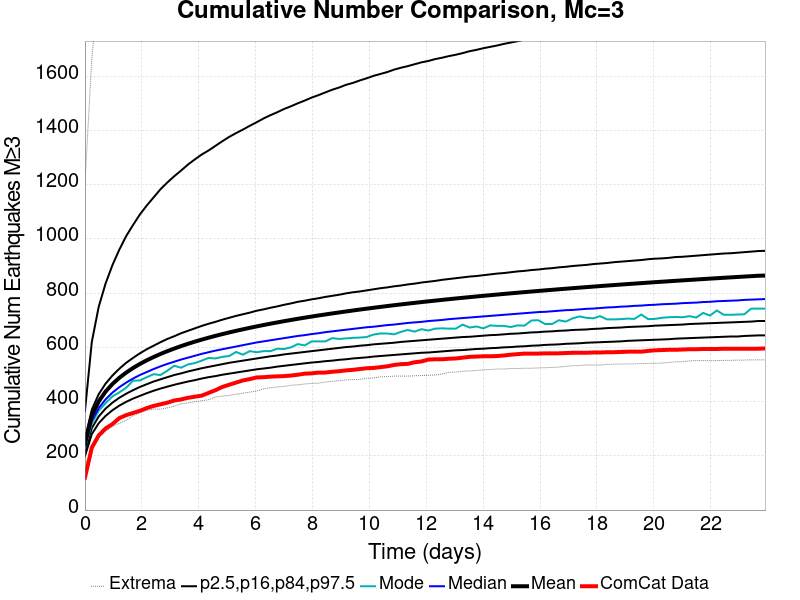 Cumulative Number Comparison, Mc=3
Cumulative Num Earthquakes M≥3
1600
1400
1200
1000
800
600
400
200
0
0 2 4 6 8 10 12 14 16 18 20 22
Time (days)
Extrema p2.5,p16,p84,p97.5 Mode Median Mean ComCat Data